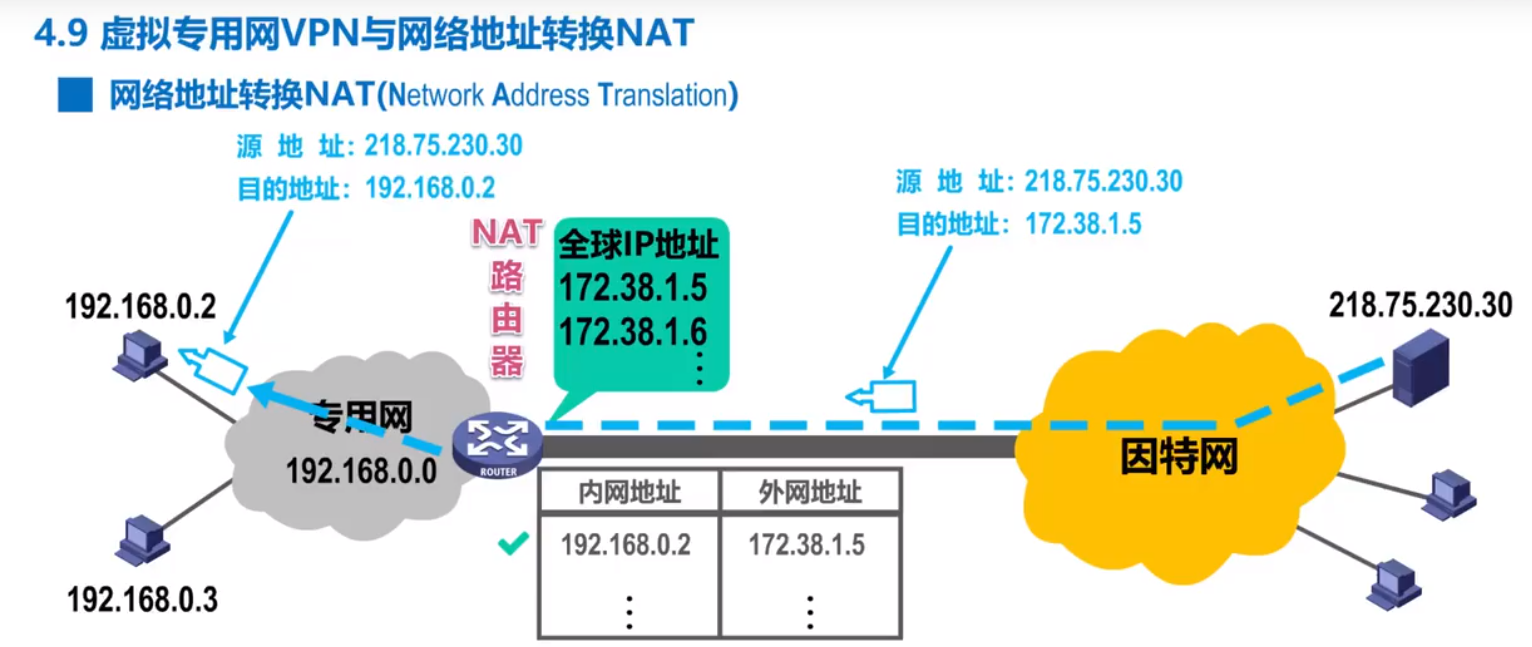 4.9 虚拟专用网VPN与网络地址转换NAT
网络地址转换NAT(Network Address Translation)
源 地 址：218.75.230.30
目的地址：192.168.0.2
源 地 址：218.75.230.30
目的地址：172.38.1.5
NAT
路
由
器
全球IP地址
172.38.1.5
172.38.1.6
⋮
192.168.0.2
218.75.230.30
专用网
192.168.0.0
ROUTER
因特网
内网地址 外网地址
192.168.0.2 172.38.1.5
⋮ ⋮
192.168.0.3